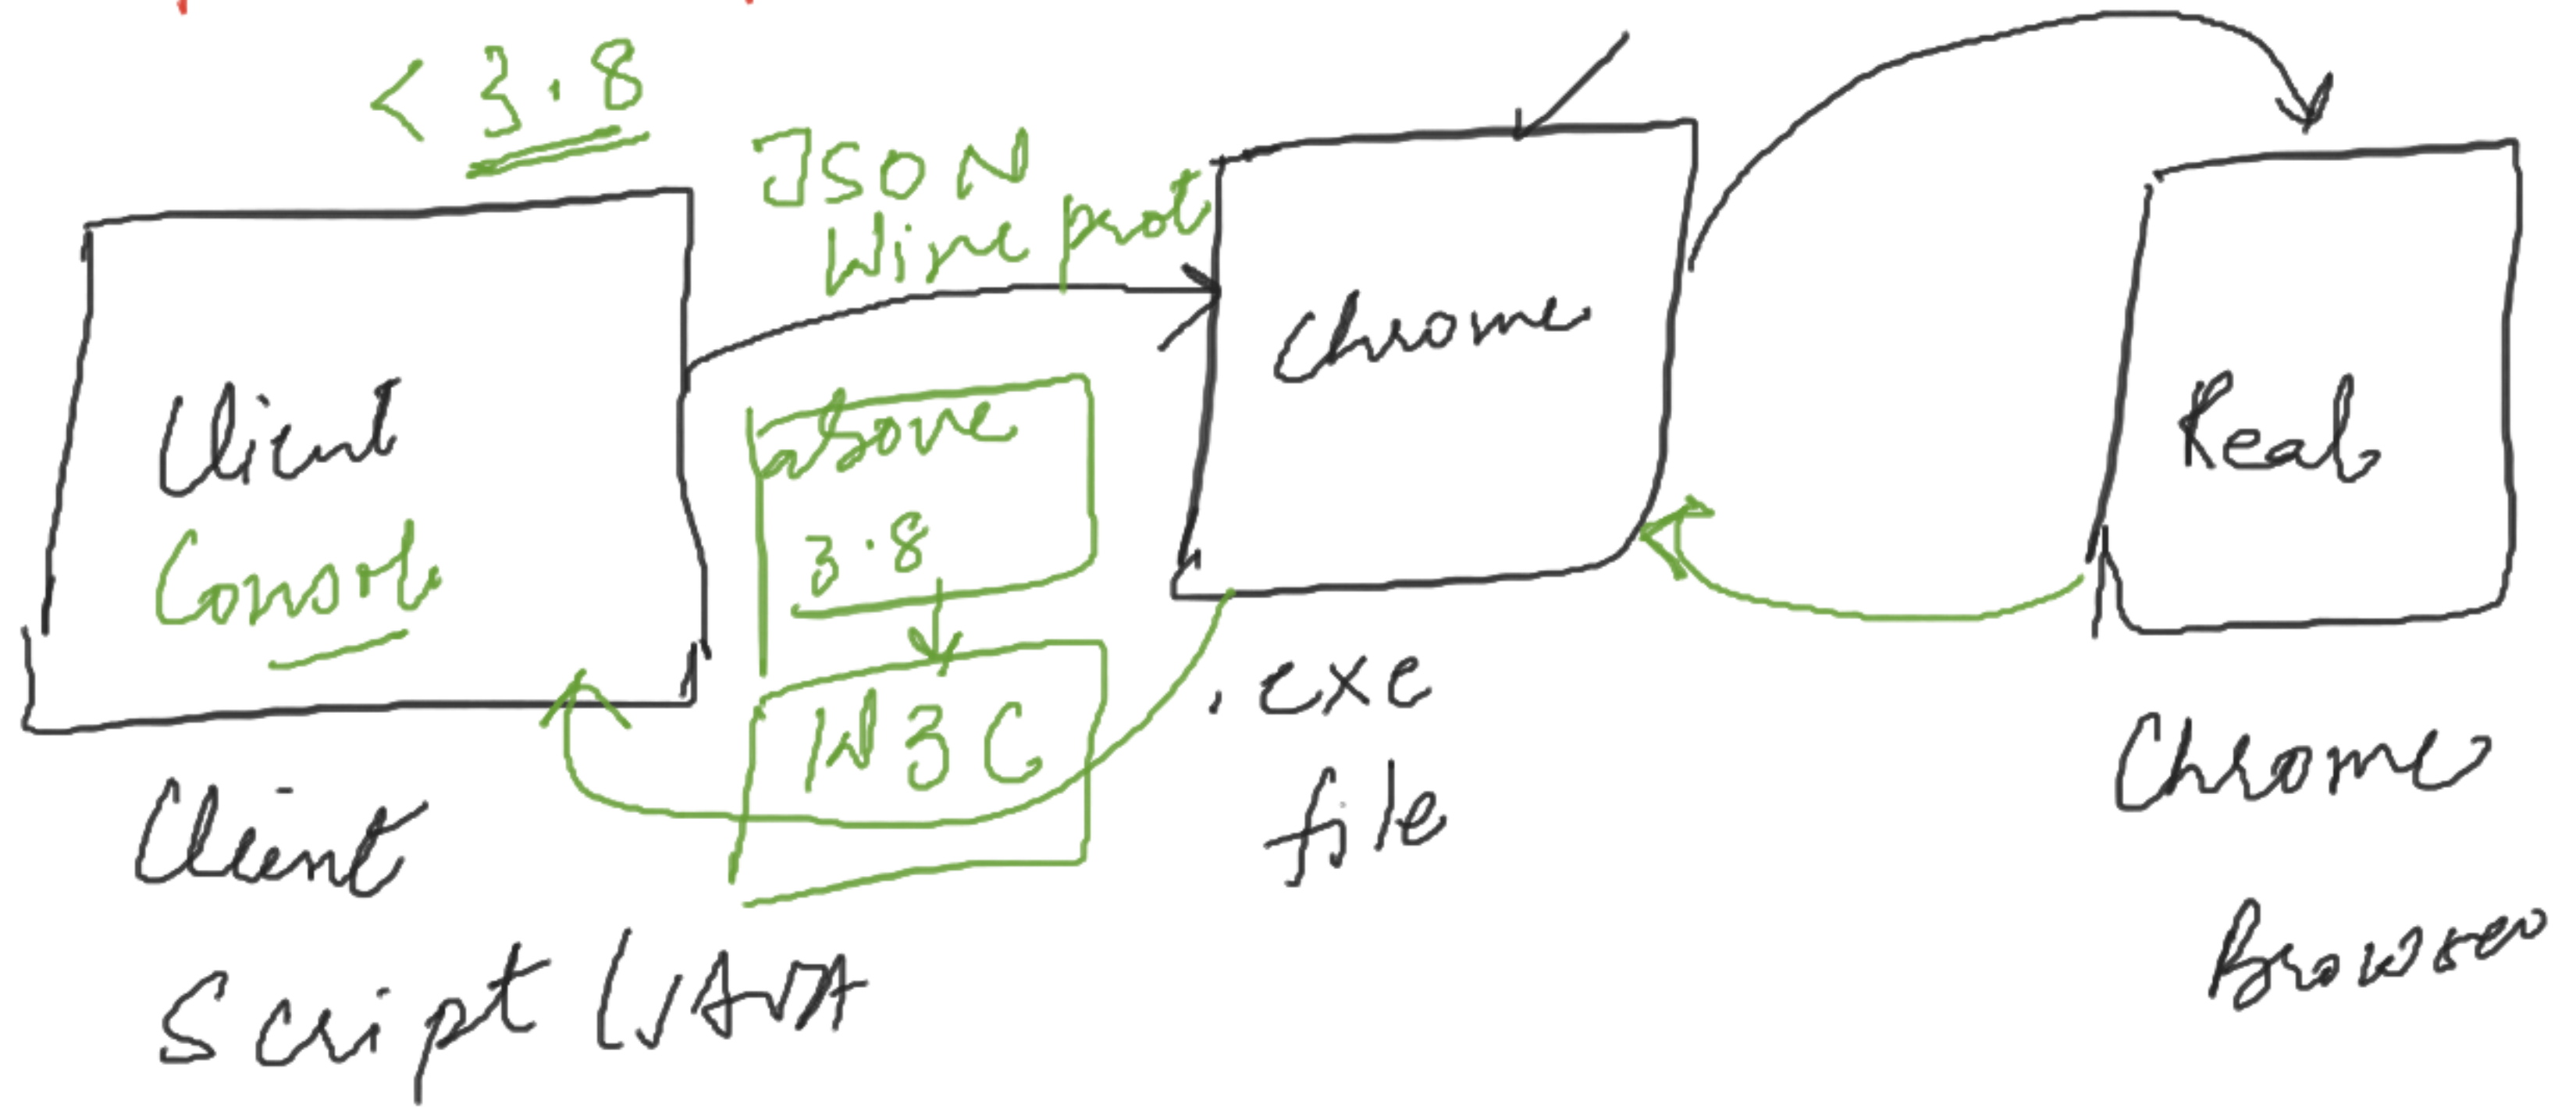 < 3.8
JSON
Wire prot
Client
Console
above
3.8
W3C
Chrome
Real
.exe
file
Client
Script (JAVA
Chrome
Browser